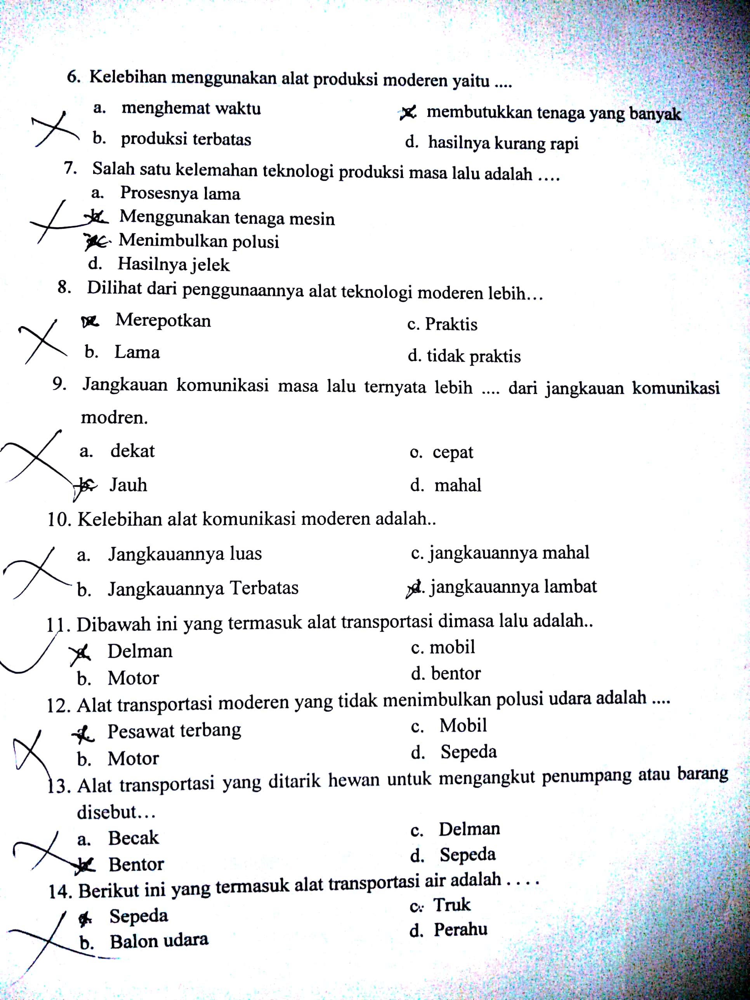 6. Kelebihan menggunakan alat produksi moderen yaitu ....
a. menghemat waktu membutukkan tenaga yang banyak
b. produksi terbatas d. hasilnya kurang rapi
7. Salah satu kelemahan teknologi produksi masa lalu adalah ....
a. Prosesnya lama
b. Menggunakan tenaga mesin
c. Menimbulkan polusi
d. Hasilnya jelek
8. Dilihat dari penggunaannya alat teknologi moderen lebih...
Merepotkan c. Praktis
b. Lama d. tidak praktis
9. Jangkauan komunikasi masa lalu ternyata lebih .... dari jangkauan komunikasi
modren.
a. dekat o. cepat
b. Jauh d. mahal
10. Kelebihan alat komunikasi moderen adalah..
a. Jangkauannya luas c. jangkauannya mahal
b. Jangkauannya Terbatas d. jangkauannya lambat
11. Dibawah ini yang termasuk alat transportasi dimasa lalu adalah..
a. Delman c. mobil
b. Motor d. bentor
12. Alat transportasi moderen yang tidak menimbulkan polusi udara adalah ....
Pesawat terbang c. Mobil
b. Motor d. Sepeda
13. Alat transportasi yang ditarik hewan untuk mengangkut penumpang atau barang
disebut...
a. Becak c. Delman
b. Bentor d. Sepeda
14. Berikut ini yang termasuk alat transportasi air adalah . . . .
a. Sepeda c. Truk
b. Balon udara d. Perahu